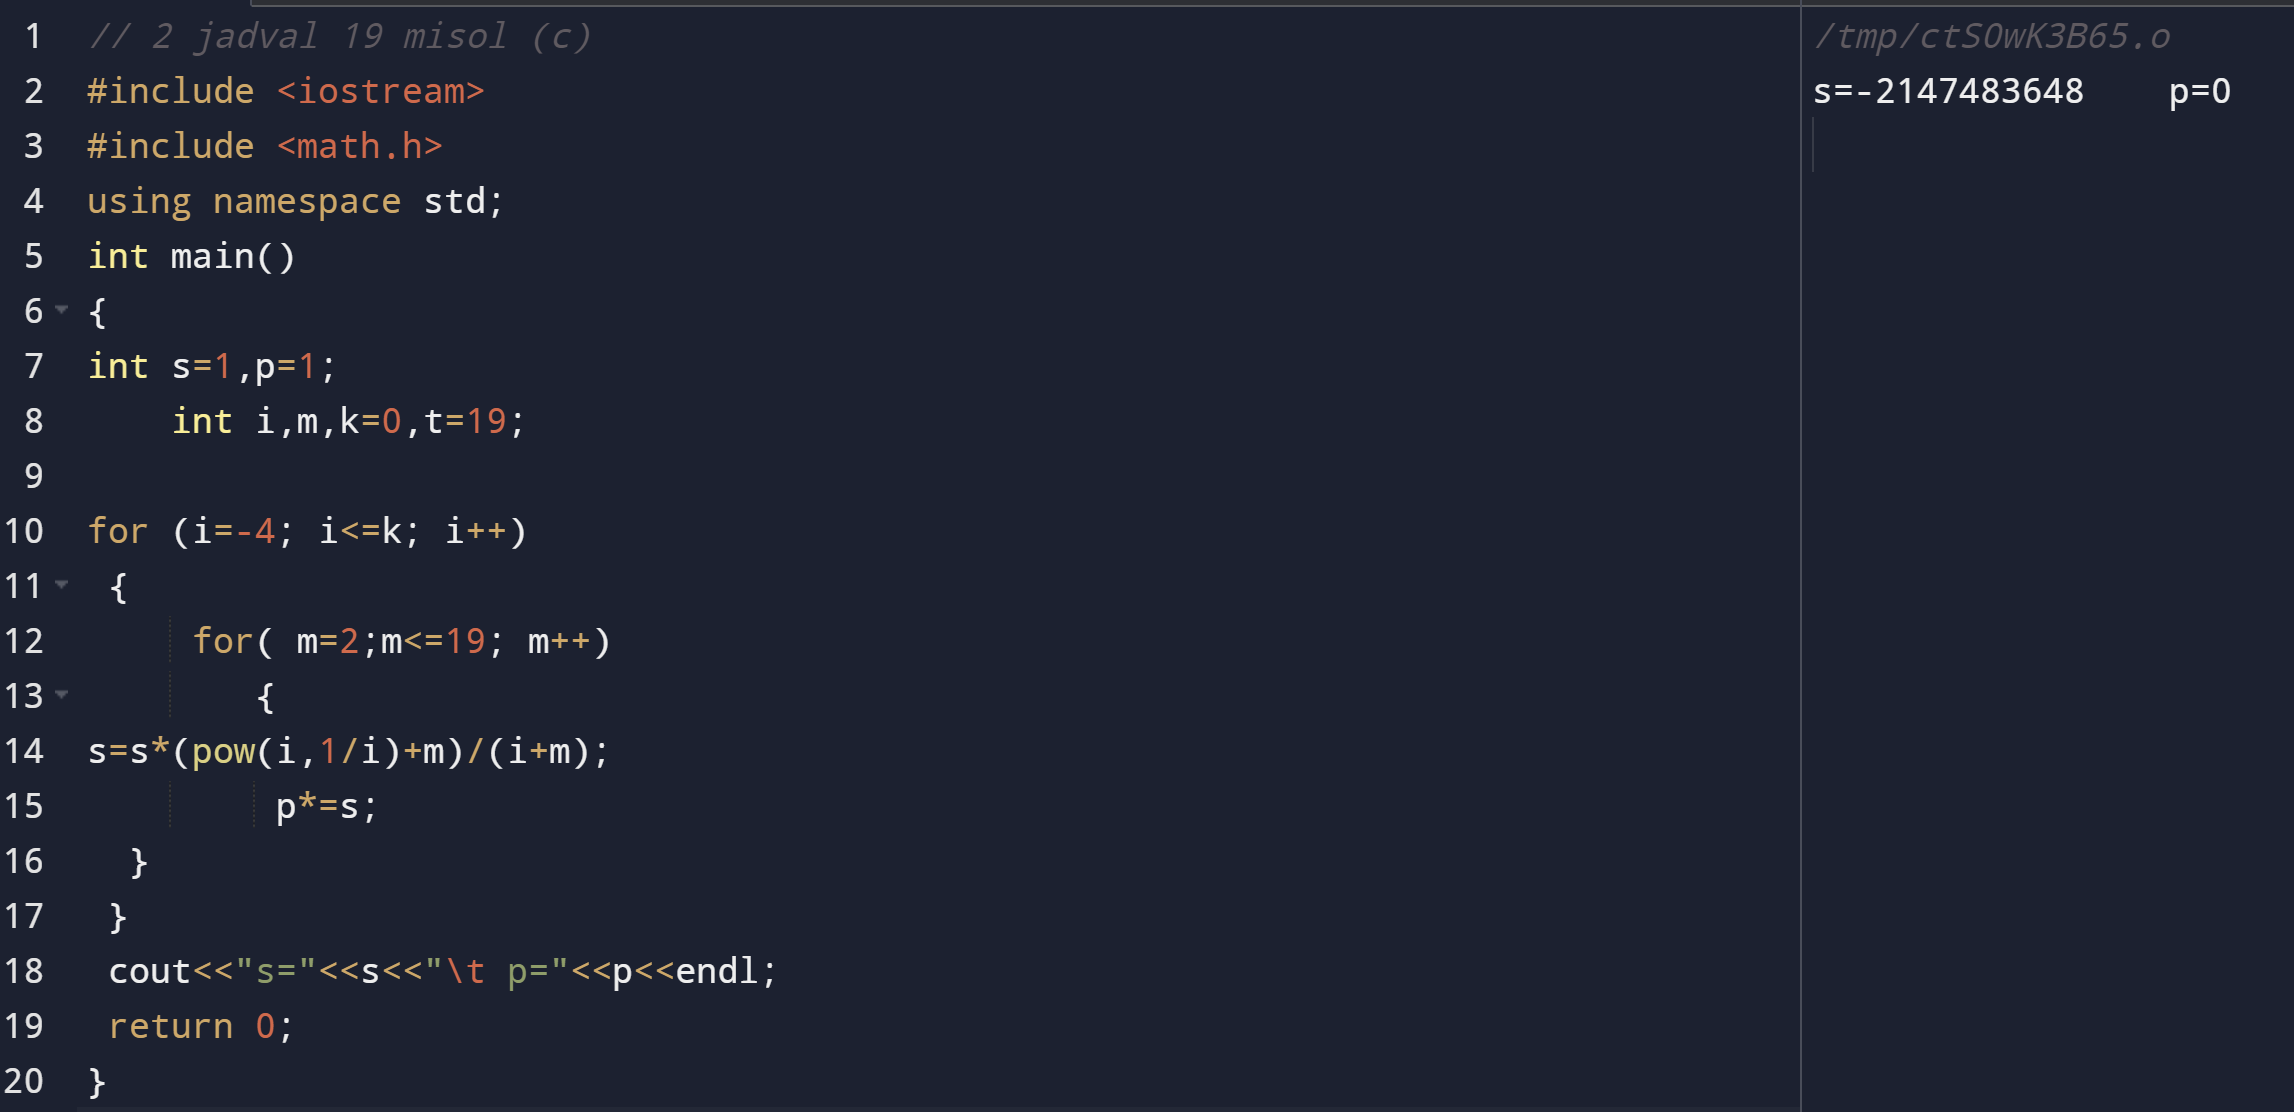 1 // 2 jadval 19 misol (c)
2 #include <iostream>
3 #include <math.h>
4 using namespace std;
5 int main()
6 {
7 int s=1,p=1;
8     int i,m,k=0,t=19;
9
10 for (i=-4; i<=k; i++)
11  {
12      for( m=2;m<=19; m++)
13         {
14 s=s*(pow(i,1/i)+m)/(i+m);
15          p*=s;
16   }
17  }
18  cout<<"s="<<s<<"\t p="<<p<<endl;
19  return 0;
20 }
/tmp/ctSOwK3B65.o
s=-2147483648    p=0